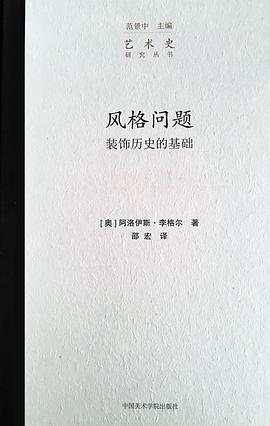 范景中 主编
艺术史
研究丛书
风格问题
装饰历史的基础
[奥]阿洛伊斯·李格尔 著
邵宏 译
中国美术学院出版社